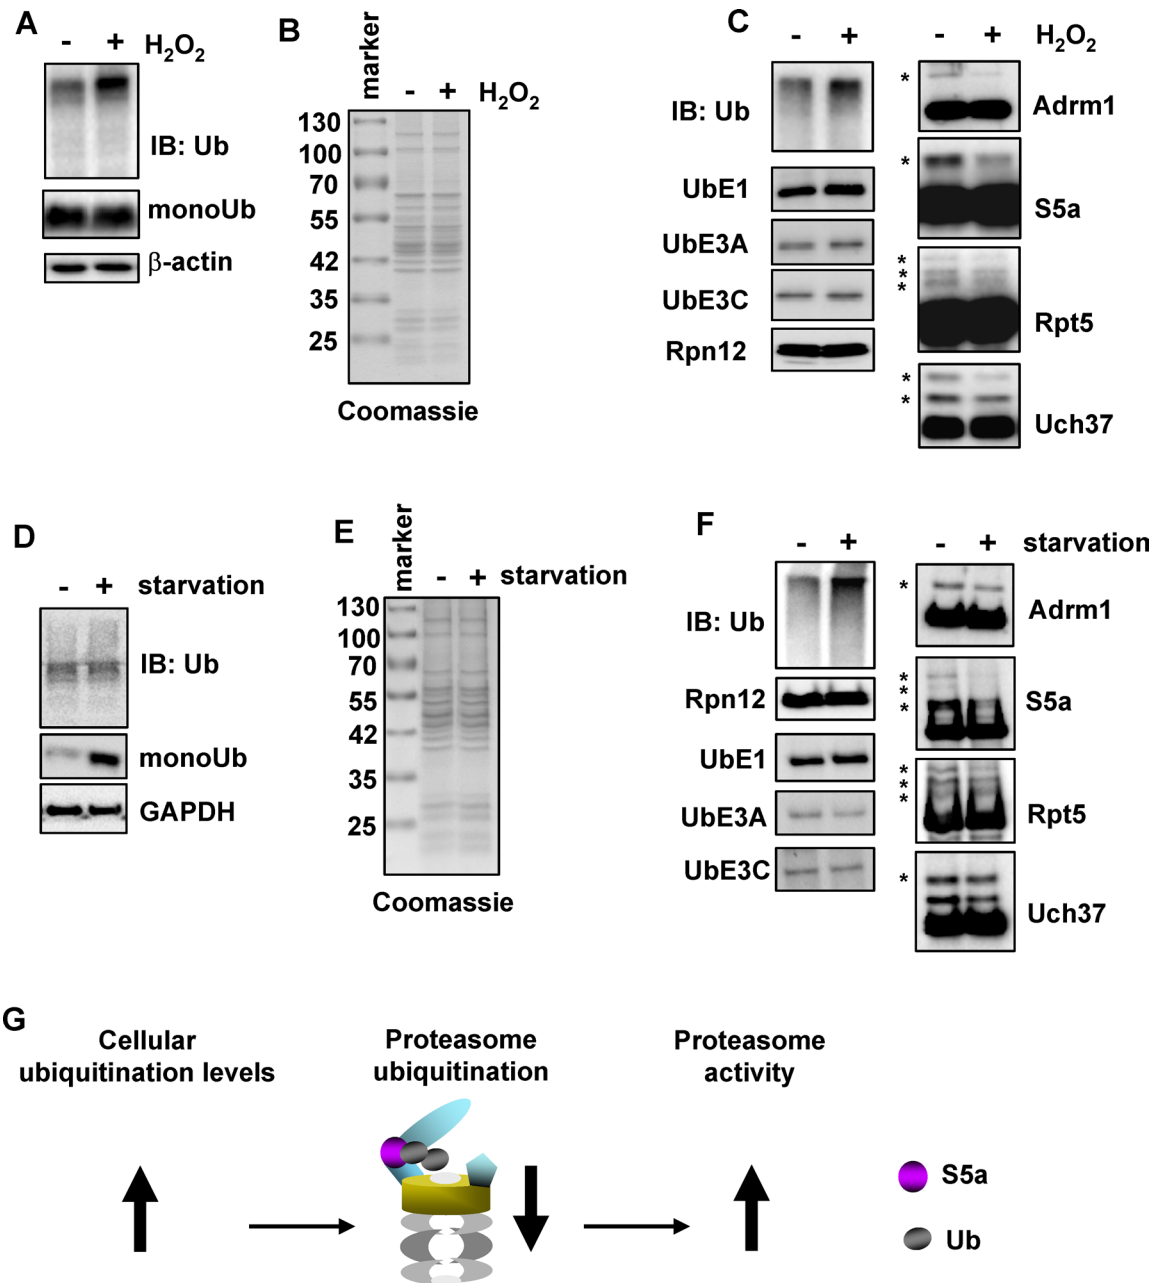 A
- + H2O2
IB: Ub
monoUb
β-actin
B
marker
- + H2O2
130
100
70
55
42
35
25
Coomassie
C
- +
IB: Ub
UbE1
UbE3A
UbE3C
Rpn12
- + H2O2
* Adrm1
* S5a
*
*
*
Rpt5
*
*
Uch37
D
- + starvation
IB: Ub
monoUb
GAPDH
E
marker
- + starvation
130
100
70
55
42
35
25
Coomassie
F
- +
IB: Ub
Rpn12
UbE1
UbE3A
UbE3C
- + starvation
*
Adrm1
*
*
*
S5a
*
*
*
Rpt5
*
Uch37
G
Cellular
ubiquitination levels
Proteasome
ubiquitination
Proteasome
activity
S5a
Ub